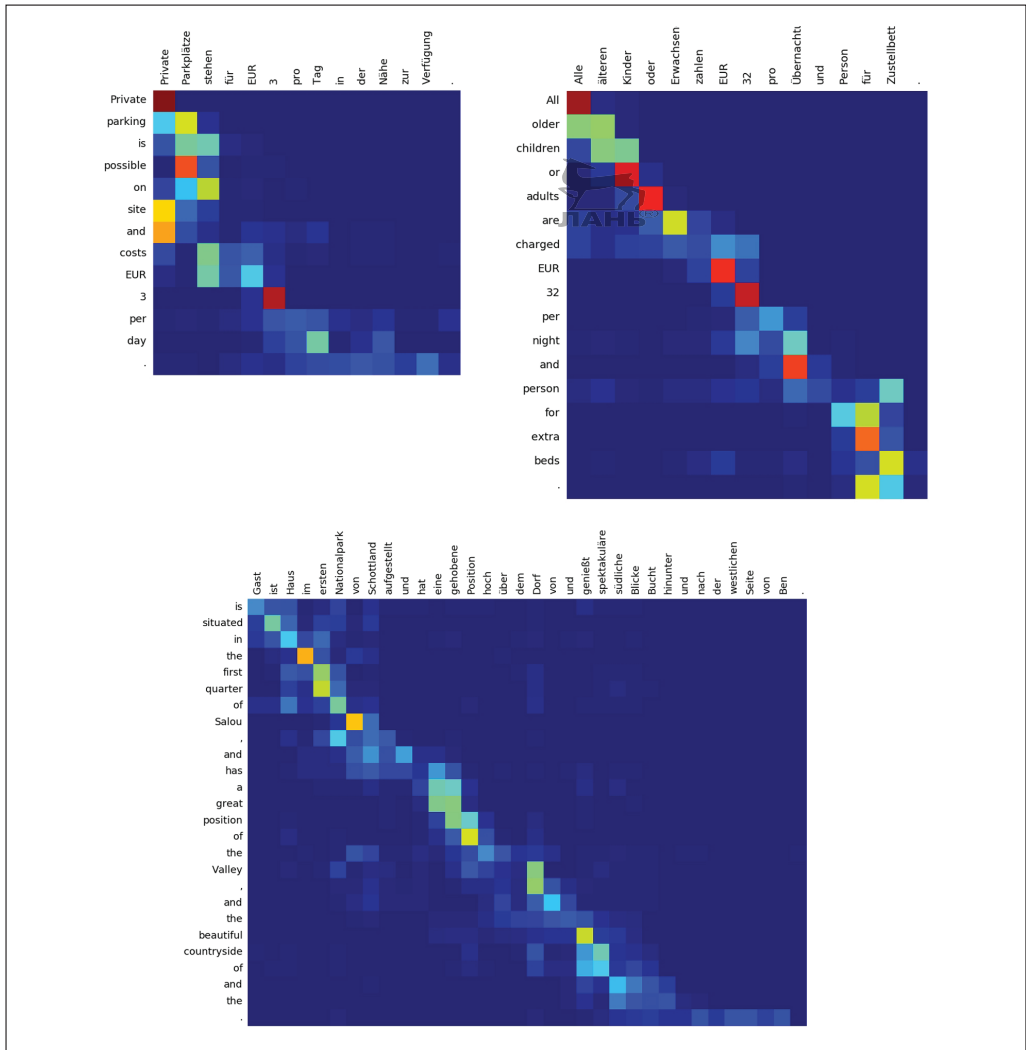 Private
Parkplätze
stehen
für
EUR
3
pro
Tag
in
der
Nähe
zur
Verfügung
.
Private
parking
is
possible
on
site
and
costs
EUR
3
per
day
.
Alle
älteren
Kinder
oder
Erwachsen
zahlen
EUR
32
pro
Übernachtu
und
Person
für
Zustellbett
.
All
older
children
or
adults
are
charged
EUR
32
per
night
and
person
for
extra
beds
.
ЛАНЬ
Gast
ist
Haus
im
ersten
Nationalpark
von
Schottland
aufgestellt
und
hat
eine
gehobene
Position
hoch
über
dem
Dorf
von
und
genießt
spektakuläre
südliche
Blicke
Bucht
hinunter
und
nach
der
westlichen
Seite
von
Ben
.
is
situated
in
the
first
quarter
of
Salou
,
and
has
a
great
position
of
the
Valley
,
and
the
beautiful
countryside
of
and
the
.